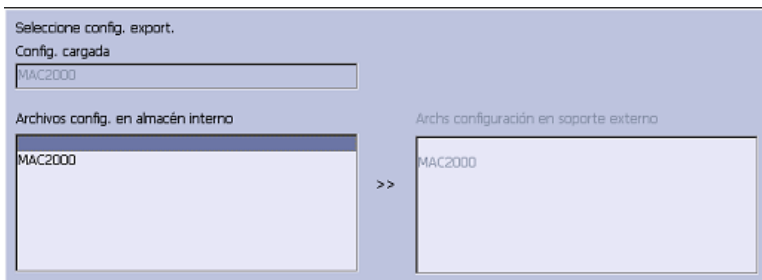 Seleccione config. export.
Config. cargada
MAC2000
Archivos config. en almacén interno
MAC2000
>>
Archs configuración en soporte externo
MAC2000